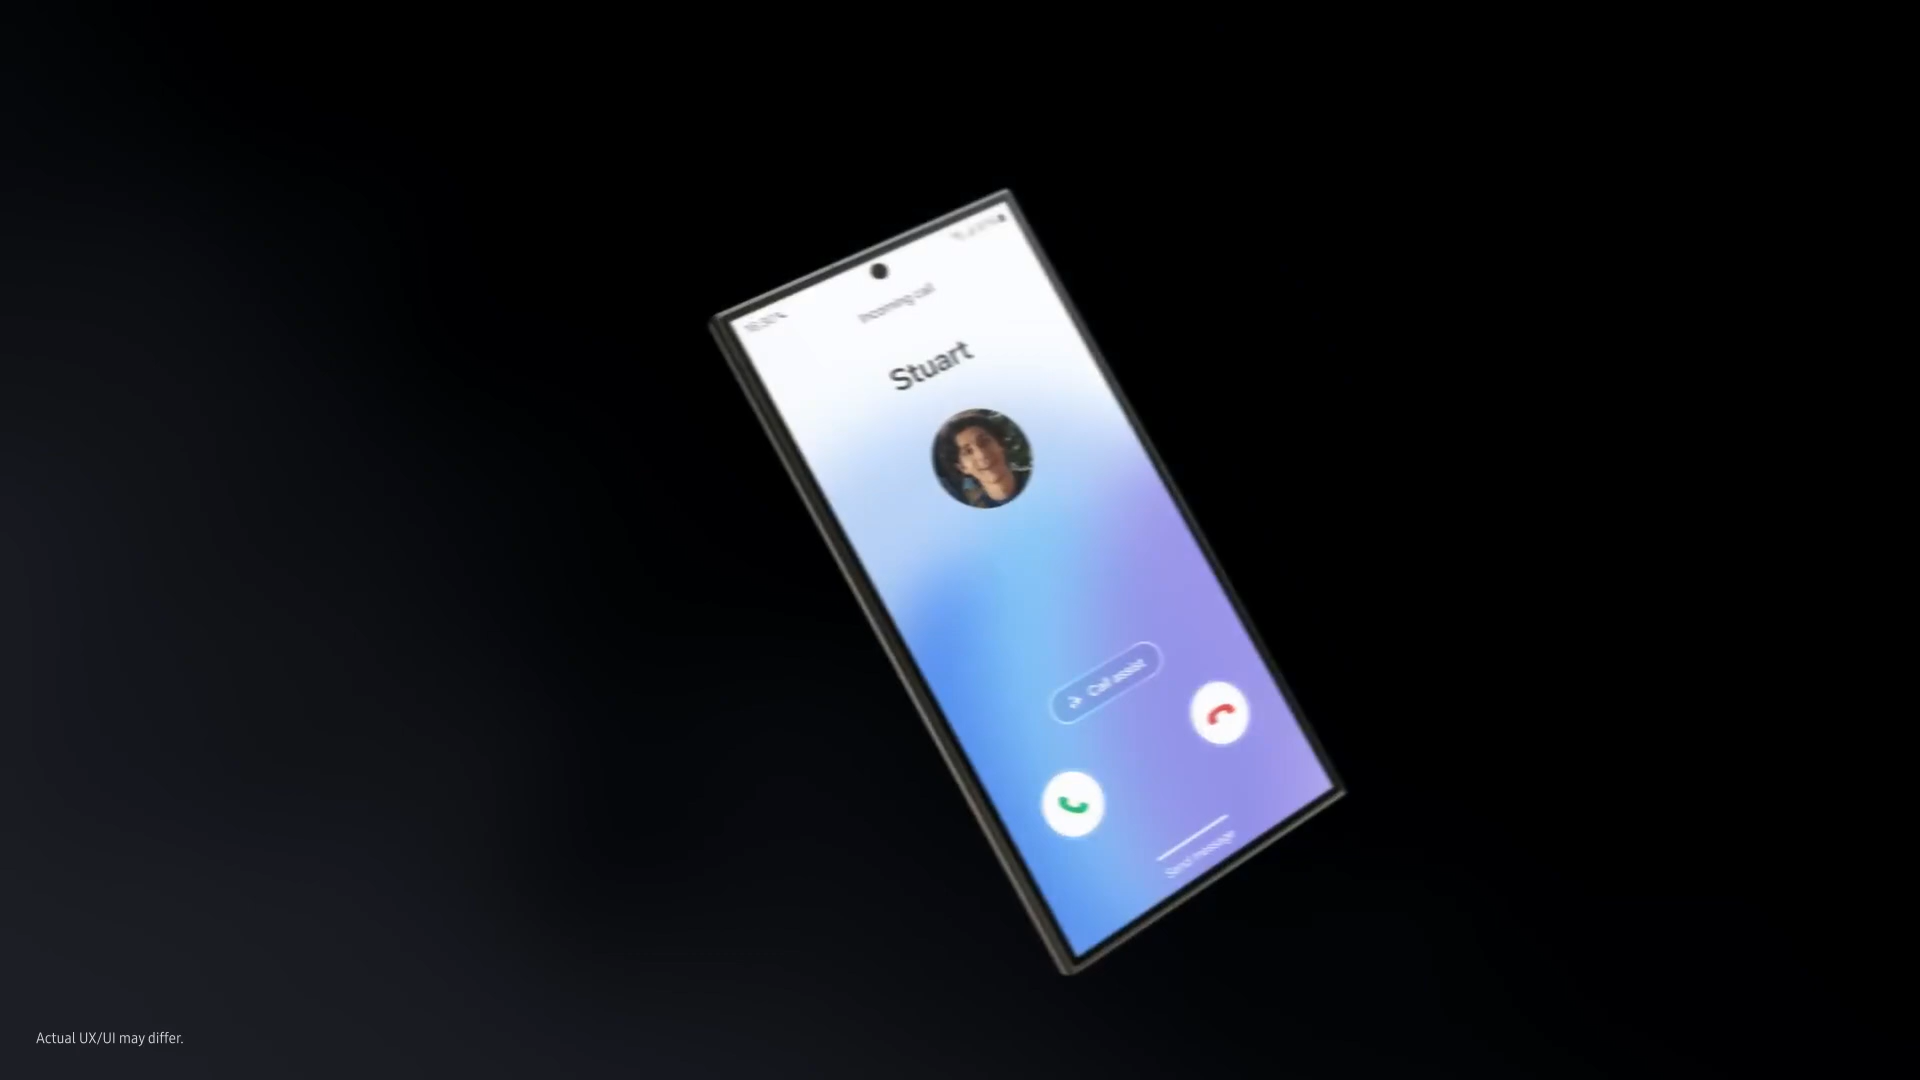 Incoming call
Stuart
Call assist
Send message
Actual UX/UI may differ.